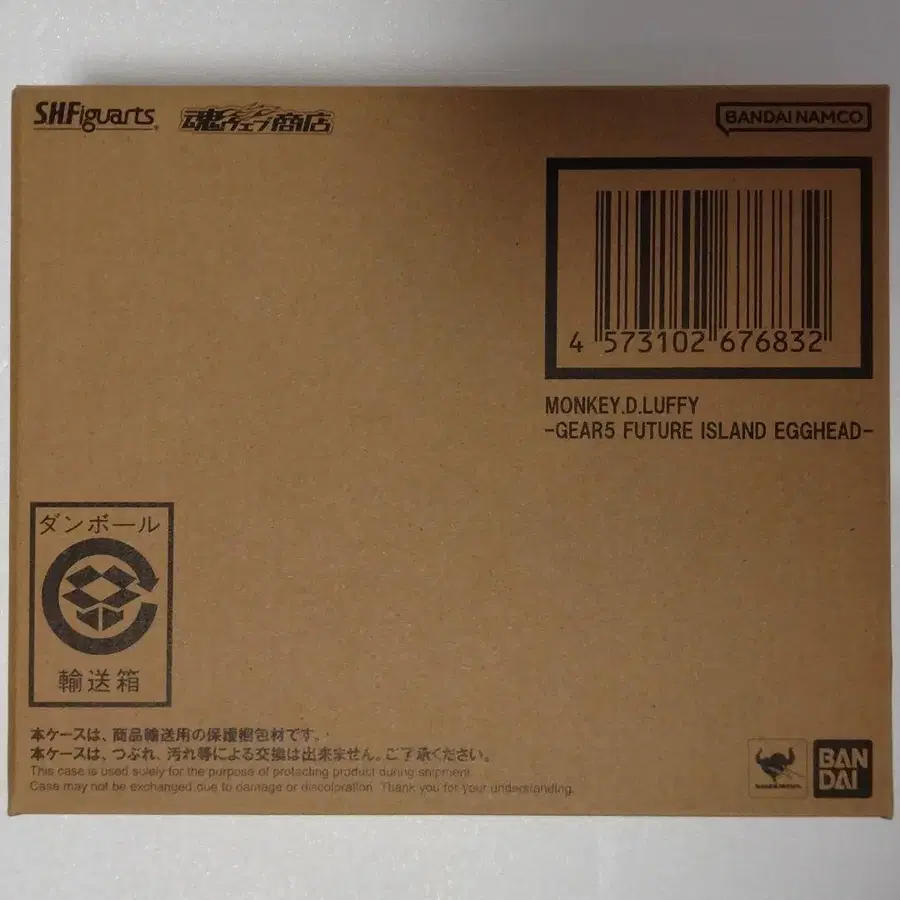 S.H.Figuarts 魂ウェブ商店 BANDAI NAMCO
4 573102 676832
MONKEY.D.LUFFY
-GEAR5 FUTURE ISLAND EGGHEAD-
ダンボール
輸送箱
本ケースは、商品輸送用の保護梱包材です。
本ケースは、つぶれ、汚れ等による交換は出来ません。ご了承ください。
This case is used solely for the purpose of protecting product during shipment.
Case may not be exchanged due to damage or discolpration. Thank you for your understanding.
BAN
DAI